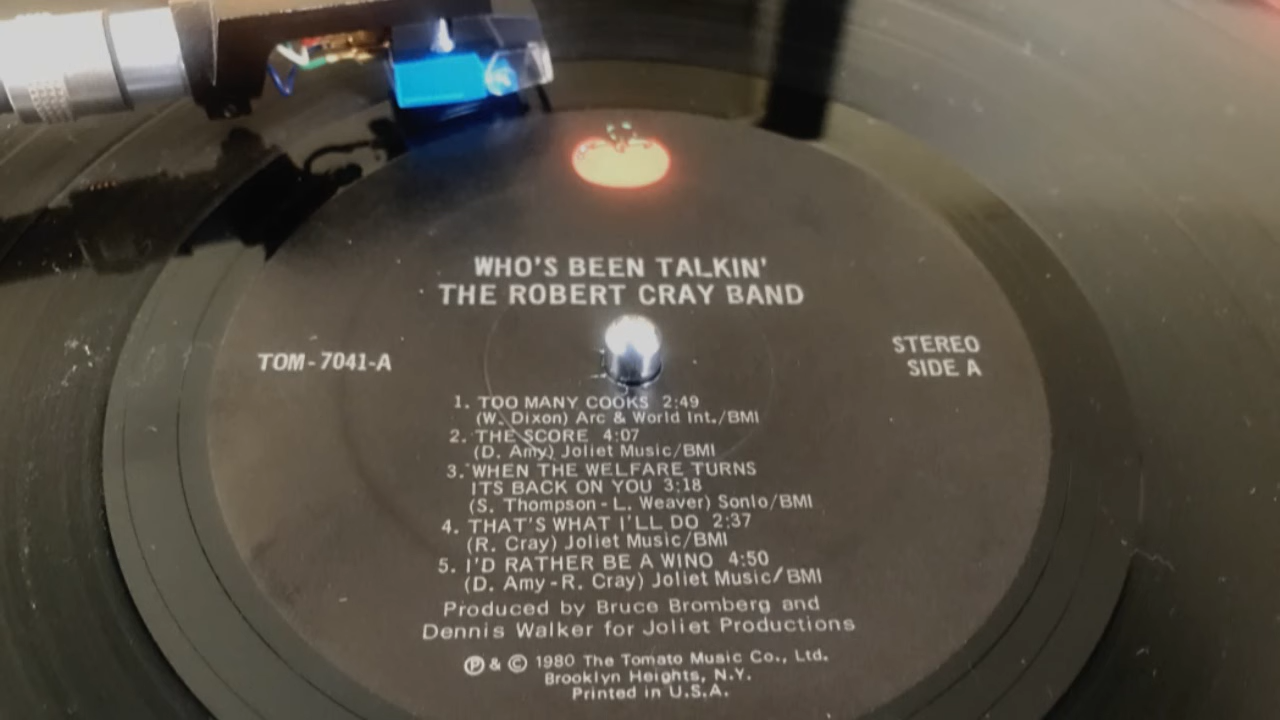 WHO'S BEEN TALKIN'
THE ROBERT CRAY BAND
TOM-7041-A
STEREO
SIDE A
1. TOO MANY COOKS 2:49
(W. Dixon) Arc & World Int./BMI
2. THE SCORE 4:07
(D. Amy) Joliet Music/BMI
3. WHEN THE WELFARE TURNS
ITS BACK ON YOU 3:18
(S. Thompson-L. Weaver) Sonlo/BMI
4. THAT'S WHAT I'LL DO 2:37
(R. Cray) Joliet Music/BMI
5. I'D RATHER BE A WINO 4:50
(D. Amy-R. Cray) Joliet Music/BMI
Produced by Bruce Bromberg and
Dennis Walker for Joliet Productions
℗ & © 1980 The Tomato Music Co., Ltd.
Brooklyn Heights, N.Y.
Printed in U.S.A.